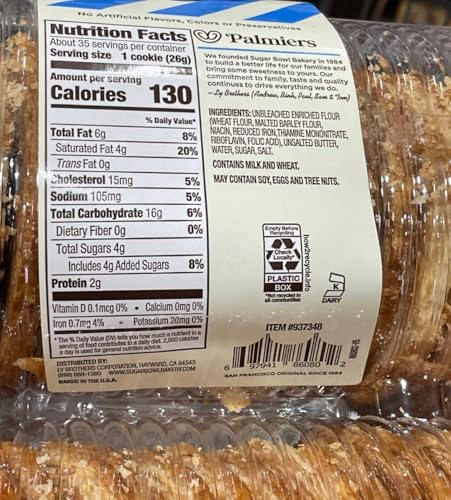 No Artificial Flavors, Colors or Preservatives
Nutrition Facts
About 35 servings per container
Serving size 1 cookie (26g)
Amount per serving
Calories 130
% Daily Value*
Total Fat 6g 8%
Saturated Fat 4g 20%
Trans Fat 0g
Cholesterol 15mg 5%
Sodium 105mg 5%
Total Carbohydrate 16g 6%
Dietary Fiber 0g 0%
Total Sugars 4g
Includes 4g Added Sugars 8%
Protein 2g
Vitamin D 0.1mcg 0% • Calcium 0mg 0%
Iron 0.7mg 4% • Potassium 20mg 0%
* The % Daily Value (DV) tells you how much a nutrient in a
serving of food contributes to a daily diet. 2,000 calories
a day is used for general nutrition advice.
DISTRIBUTED BY:
LY BROTHERS CORPORATION, HAYWARD, CA 94545
(888) 688-1380 WWW.SUGARBOWLBAKERY.COM
BAKED IN THE U.S.A.
Palmiers
We founded Sugar Bowl Bakery in 1984
to build a better life for our families and
bring some sweetness to yours. Our
commitment to family, taste and quality
continues to drive everything we do.
– Ly Brothers (Andrew, Binh, Paul, Sam & Tom)
INGREDIENTS: UNBLEACHED ENRICHED FLOUR
(WHEAT FLOUR, MALTED BARLEY FLOUR,
NIACIN, REDUCED IRON, THIAMINE MONONITRATE,
RIBOFLAVIN, FOLIC ACID), UNSALTED BUTTER,
WATER, SUGAR, SALT.
CONTAINS MILK AND WHEAT.
MAY CONTAIN SOY, EGGS AND TREE NUTS.
Empty Before
Recycling
Check
Locally*
PLASTIC
BOX
*Not recycled in
all communities
how2recycle.info
K
DAIRY
ITEM #937348
6 97941 86080 2
SAN FRANCISCO ORIGINAL SINCE 1984